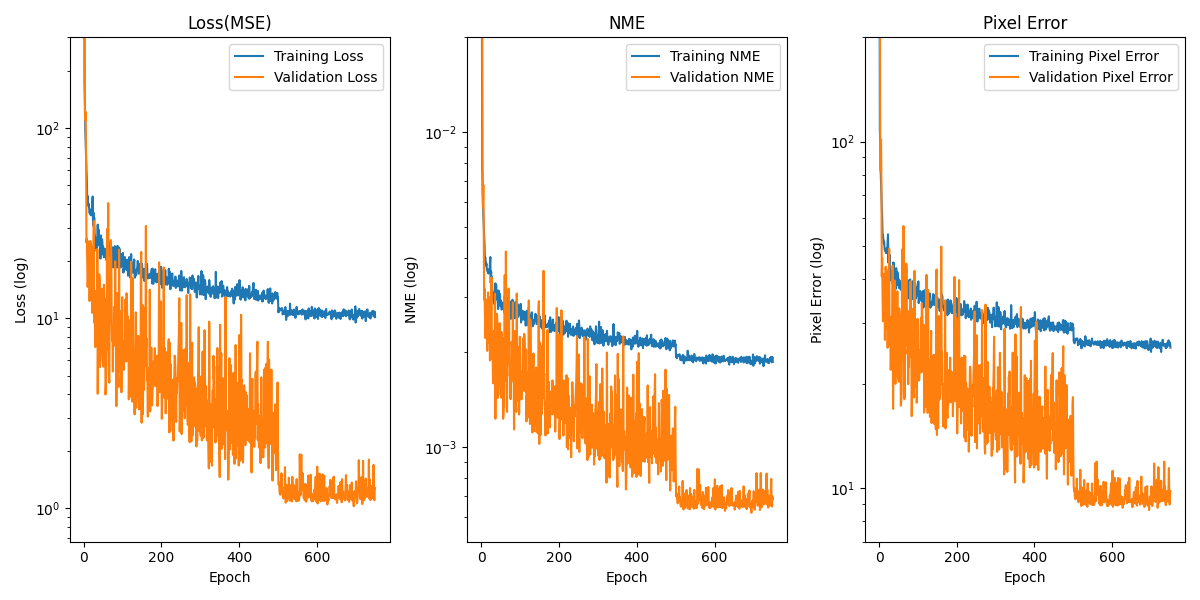 Loss(MSE)
Training Loss
Validation Loss
10²
10¹
10⁰
Loss (log)
0 200 400 600
Epoch
NME
Training NME
Validation NME
10⁻²
10⁻³
NME (log)
0 200 400 600
Epoch
Pixel Error
Training Pixel Error
Validation Pixel Error
10²
10¹
Pixel Error (log)
0 200 400 600
Epoch